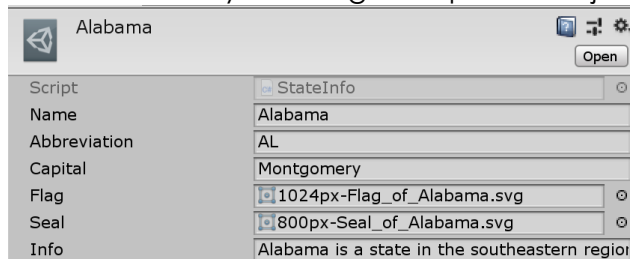 Alabama
Open
Script StateInfo
Name Alabama
Abbreviation AL
Capital Montgomery
Flag 1024px-Flag_of_Alabama.svg
Seal 800px-Seal_of_Alabama.svg
Info Alabama is a state in the southeastern region